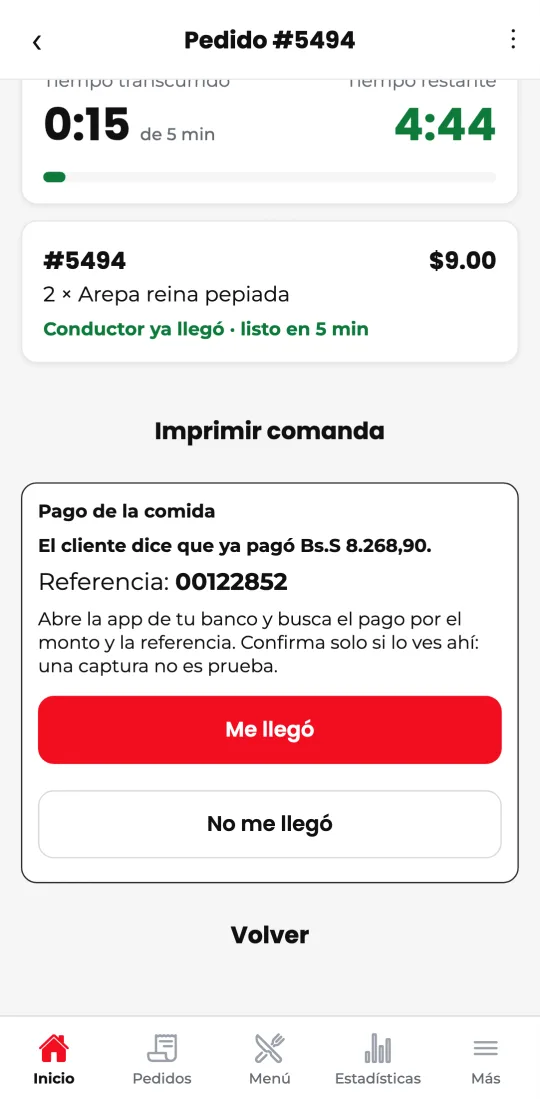 Pedido #5494
Tiempo transcurrido
Tiempo restante
0:15 de 5 min
4:44
#5494
$9.00
2 × Arepa reina pepiada
Conductor ya llegó · listo en 5 min
Imprimir comanda
Pago de la comida
El cliente dice que ya pagó Bs.S 8.268,90.
Referencia: 00122852
Abre la app de tu banco y busca el pago por el
monto y la referencia. Confirma solo si lo ves ahí:
una captura no es prueba.
Me llegó
No me llegó
Volver
Inicio
Pedidos
Menú
Estadísticas
Más